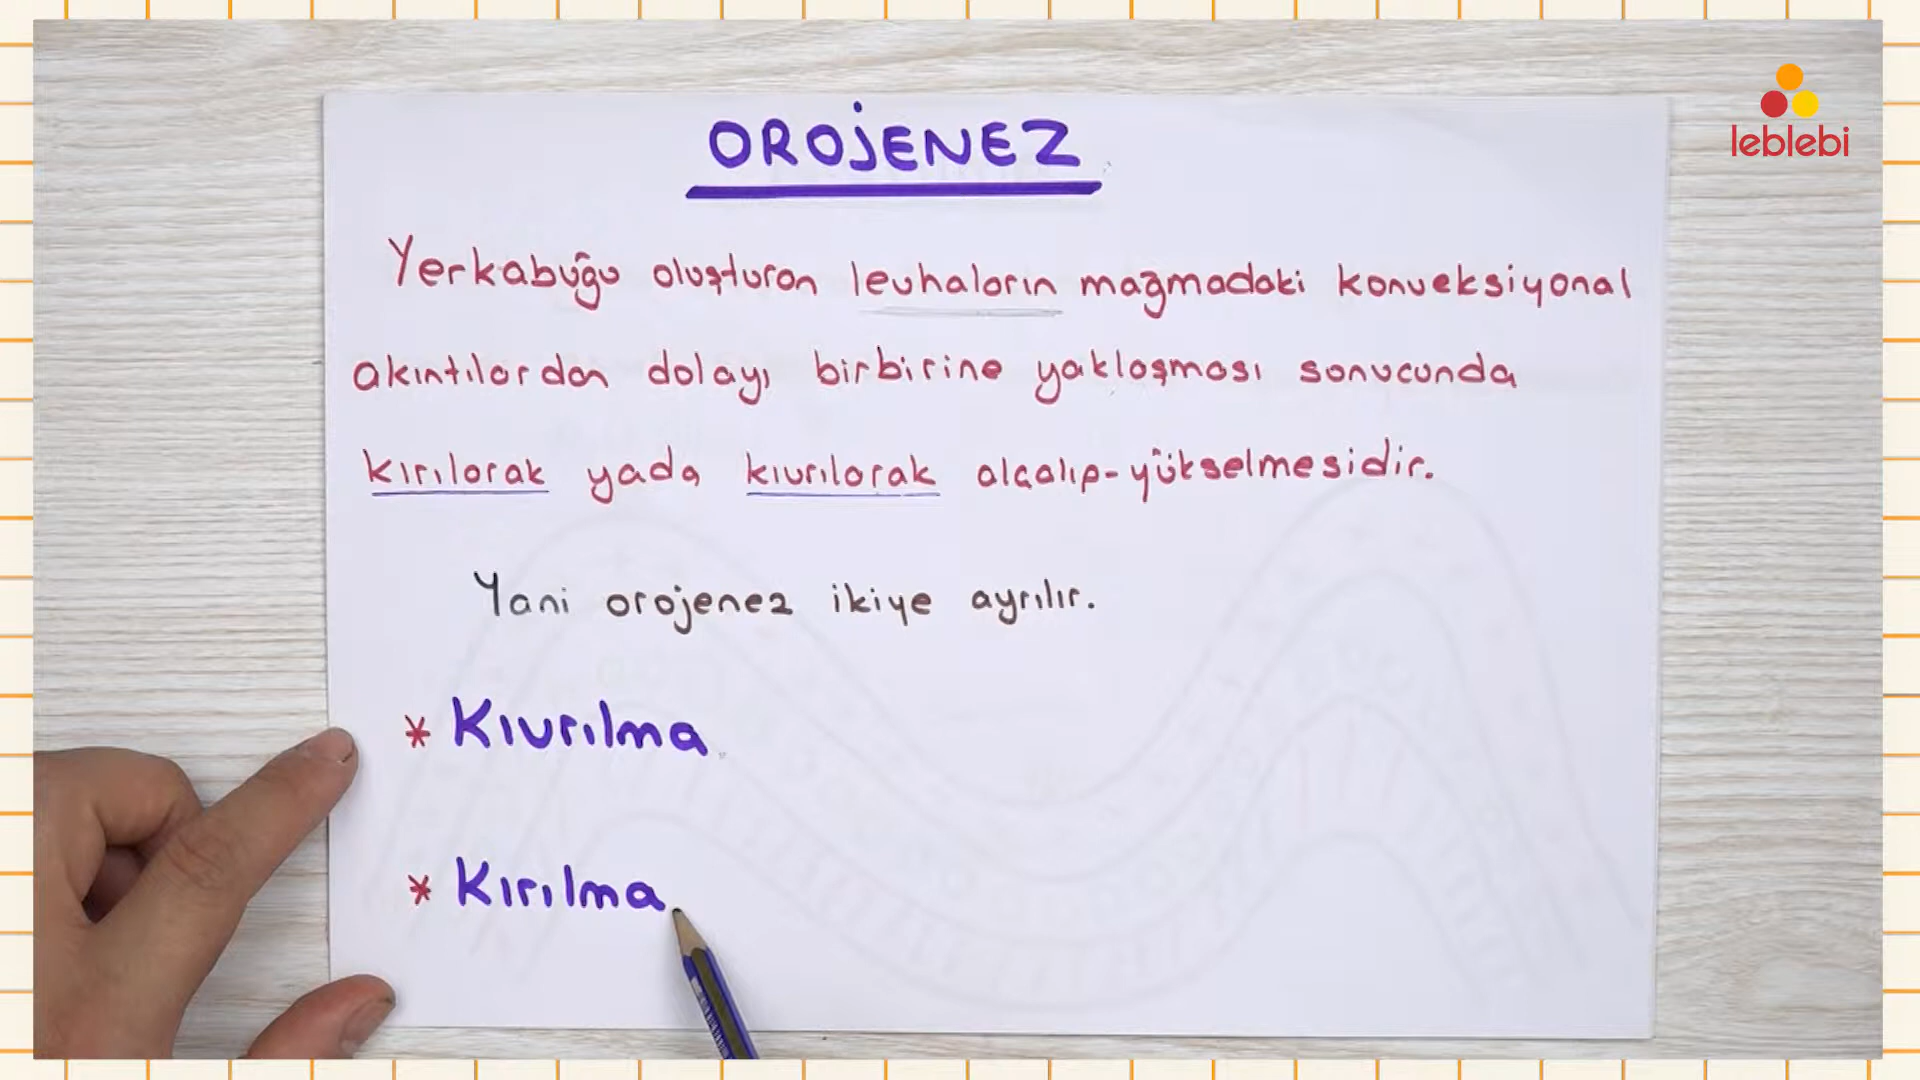 OROJENEZ
leblebi
Yerkabuğu oluşturan levhaların mağmadaki konveksiyonal
akıntılardan dolayı birbirine yaklaşması sonucunda
kırılarak yada kıvrılarak alçalıp-yükselmesidir.
Yani orojenez ikiye ayrılır.
* Kıvrılma
* Kırılma